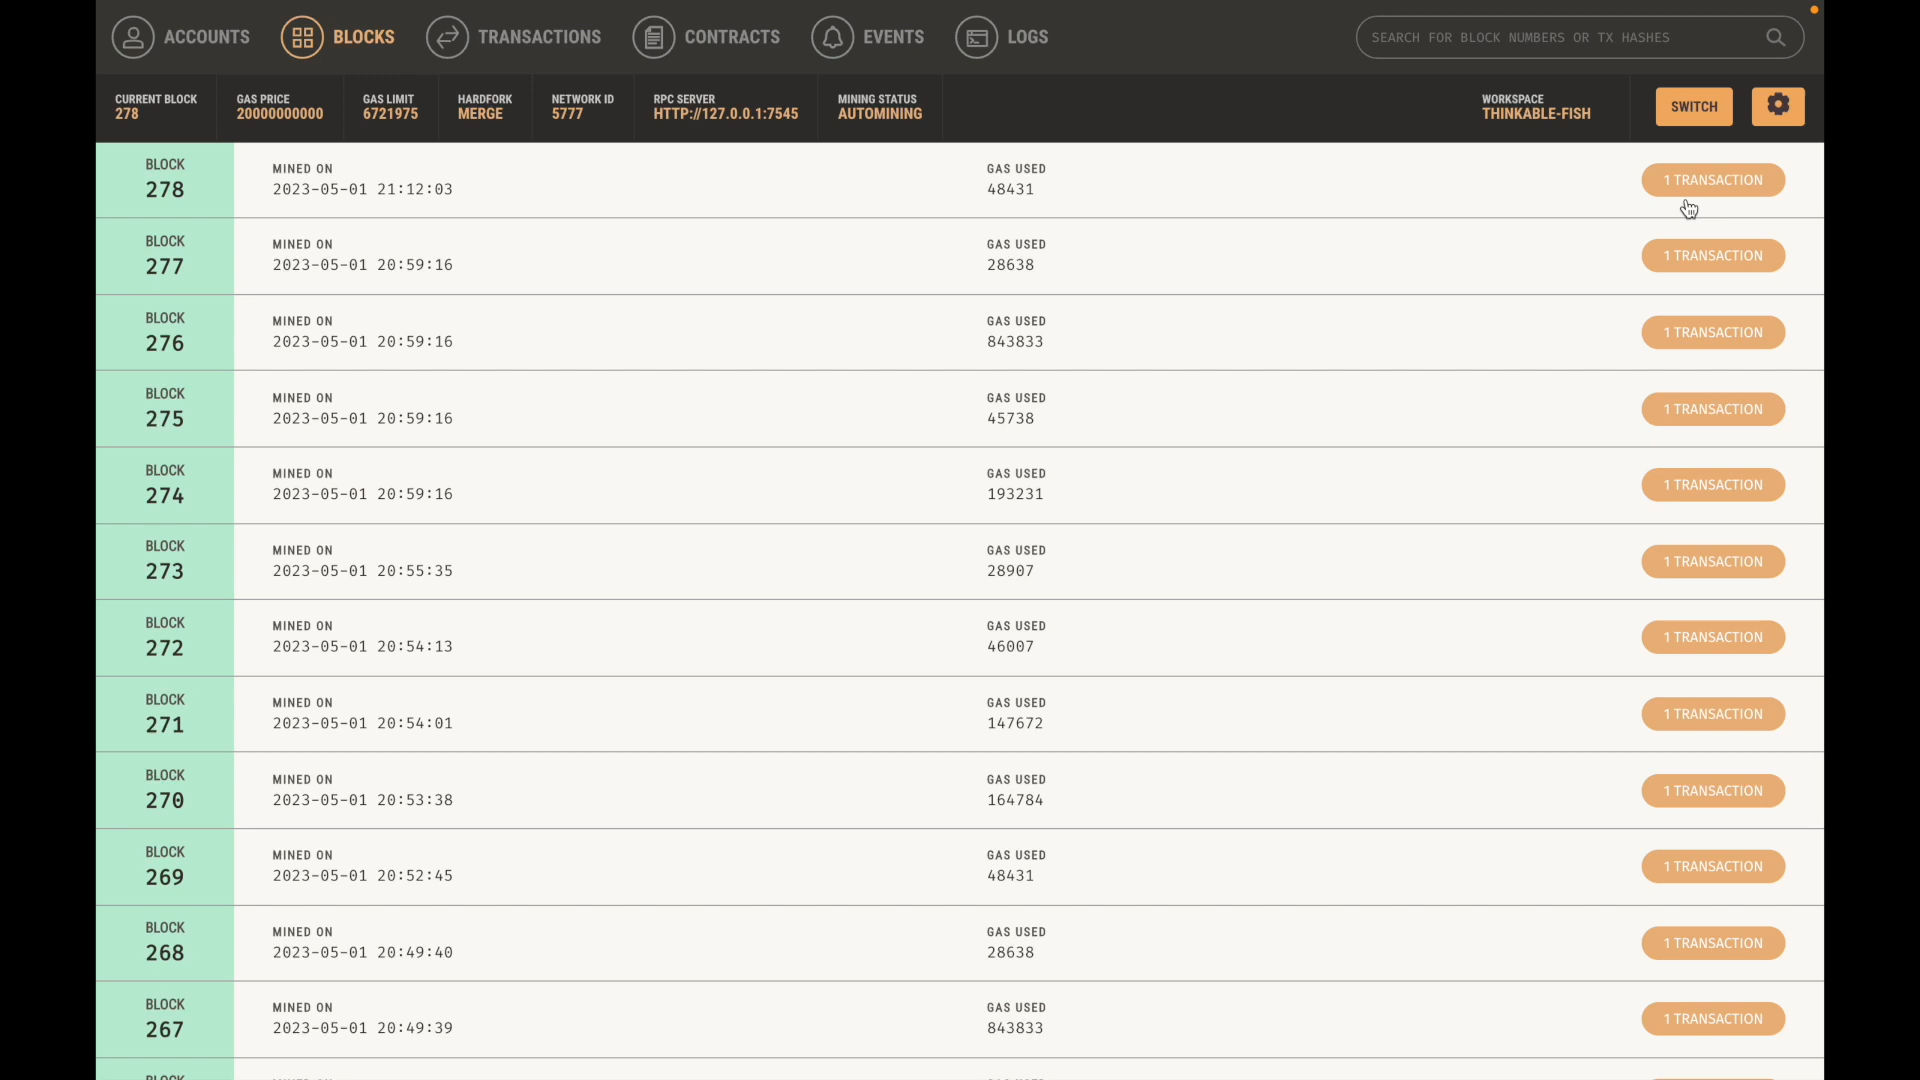 ACCOUNTS BLOCKS TRANSACTIONS CONTRACTS EVENTS LOGS SEARCH FOR BLOCK NUMBERS OR TX HASHES
CURRENT BLOCK GAS PRICE GAS LIMIT HARDFORK NETWORK ID RPC SERVER MINING STATUS WORKSPACE SWITCH
278 20000000000 6721975 MERGE 5777 HTTP://127.0.0.1:7545 AUTOMINING THINKABLE-FISH
BLOCK MINED ON GAS USED 1 TRANSACTION
278 2023-05-01 21:12:03 48431
BLOCK MINED ON GAS USED 1 TRANSACTION
277 2023-05-01 20:59:16 28638
BLOCK MINED ON GAS USED 1 TRANSACTION
276 2023-05-01 20:59:16 843833
BLOCK MINED ON GAS USED 1 TRANSACTION
275 2023-05-01 20:59:16 45738
BLOCK MINED ON GAS USED 1 TRANSACTION
274 2023-05-01 20:59:16 193231
BLOCK MINED ON GAS USED 1 TRANSACTION
273 2023-05-01 20:55:35 28907
BLOCK MINED ON GAS USED 1 TRANSACTION
272 2023-05-01 20:54:13 46007
BLOCK MINED ON GAS USED 1 TRANSACTION
271 2023-05-01 20:54:01 147672
BLOCK MINED ON GAS USED 1 TRANSACTION
270 2023-05-01 20:53:38 164784
BLOCK MINED ON GAS USED 1 TRANSACTION
269 2023-05-01 20:52:45 48431
BLOCK MINED ON GAS USED 1 TRANSACTION
268 2023-05-01 20:49:40 28638
BLOCK MINED ON GAS USED 1 TRANSACTION
267 2023-05-01 20:49:39 843833